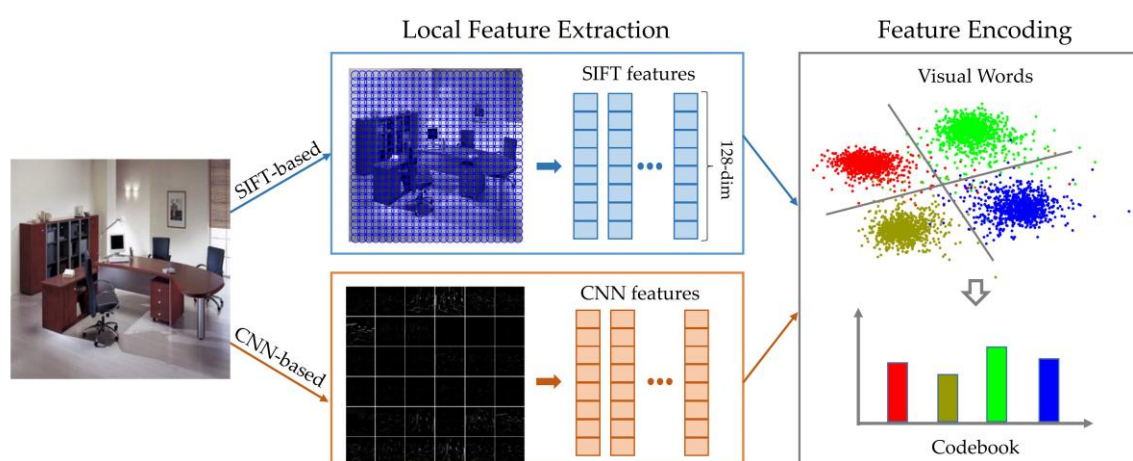 Local Feature Extraction
Feature Encoding
SIFT-based
SIFT features
128-dim
CNN-based
CNN features
Visual Words
Codebook